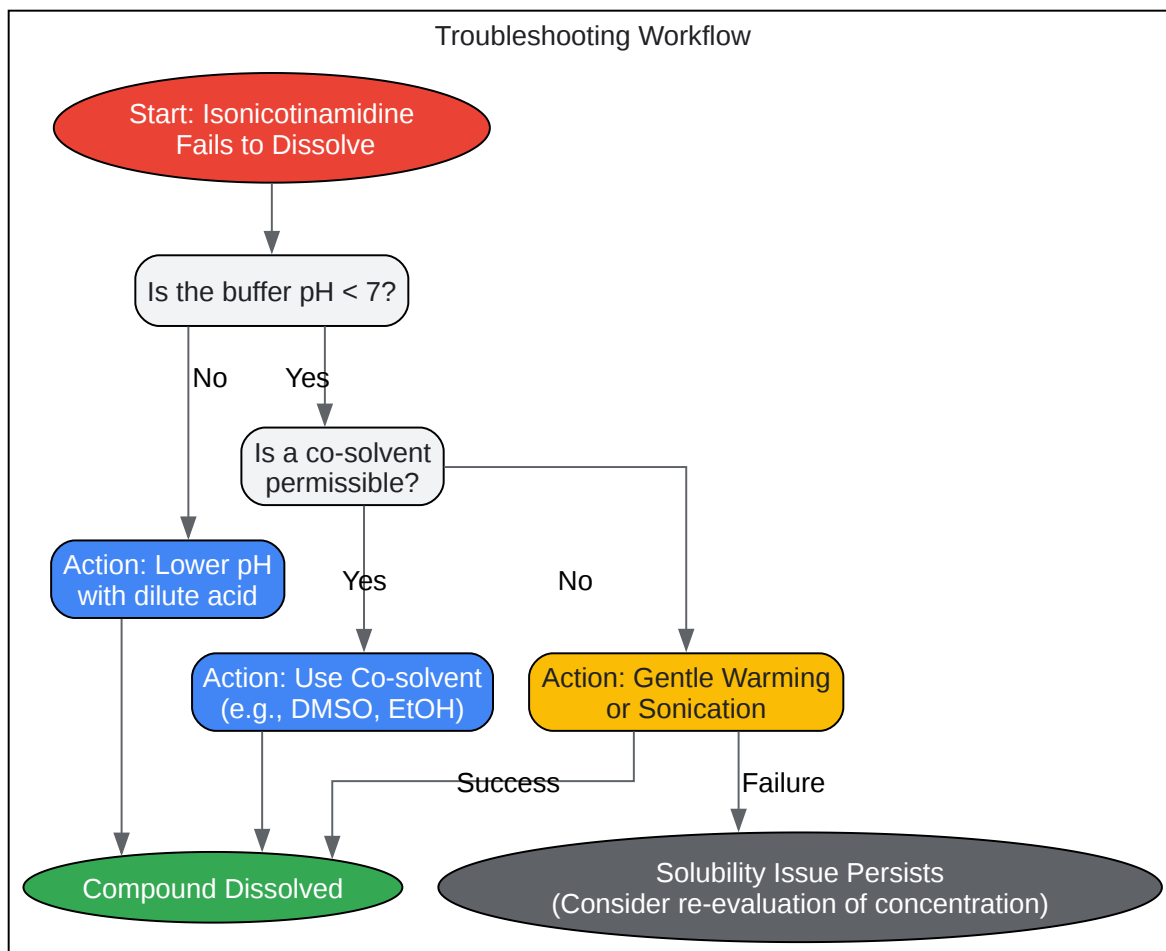 Troubleshooting Workflow
Start: Isonicotinamidine
Fails to Dissolve
Is the buffer pH < 7?
No
Yes
Is a co-solvent
permissible?
Action: Lower pH
with dilute acid
Yes
No
Action: Use Co-solvent
(e.g., DMSO, EtOH)
Action: Gentle Warming
or Sonication
Success
Failure
Compound Dissolved
Solubility Issue Persists
(Consider re-evaluation of concentration)